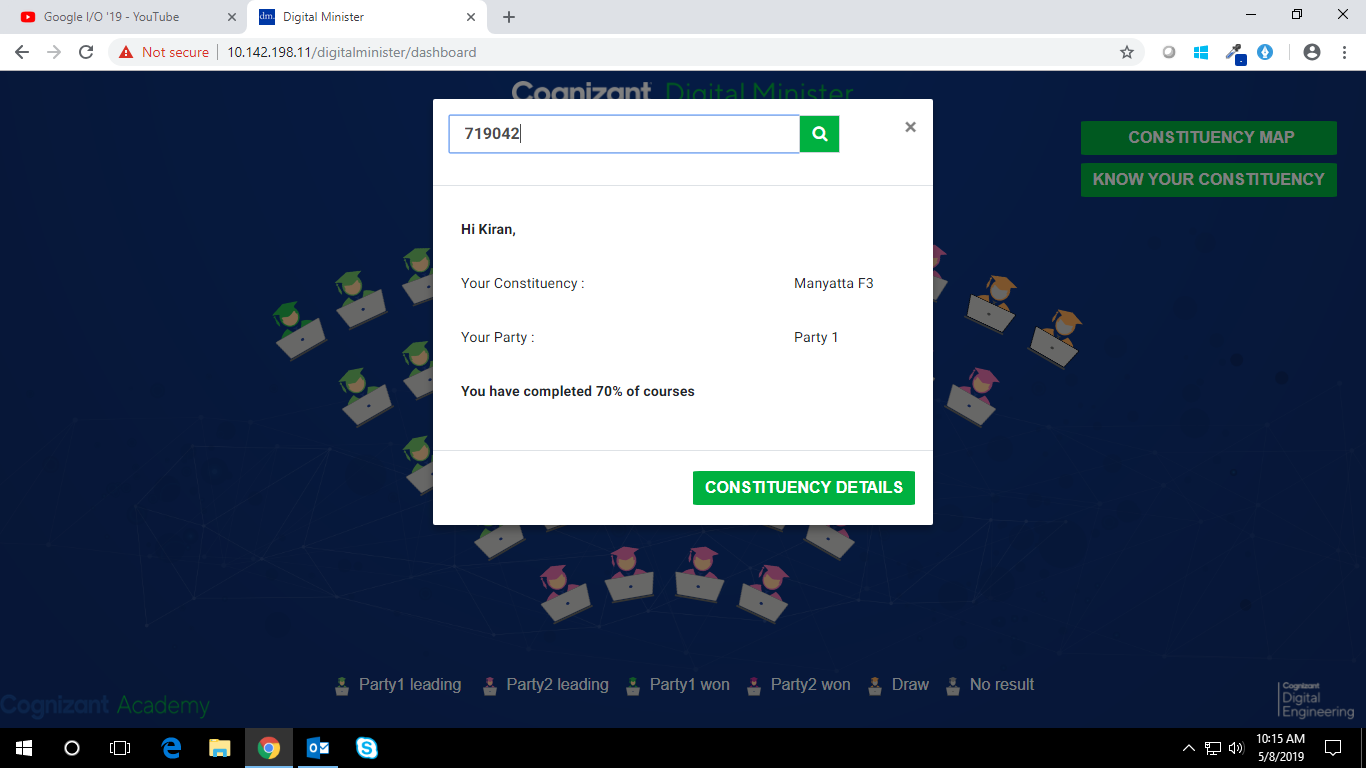 Google I/O '19 - YouTube
Digital Minister
Not secure
10.142.198.11/digitalminister/dashboard
Cognizant Digital Minister
719042
CONSTITUENCY MAP
KNOW YOUR CONSTITUENCY
Hi Kiran,
Your Constituency : Manyatta F3
Your Party : Party 1
You have completed 70% of courses
CONSTITUENCY DETAILS
Party1 leading Party2 leading Party1 won Party2 won Draw No result
Cognizant Academy
Cognizant
Digital
Engineering
10:15 AM
5/8/2019